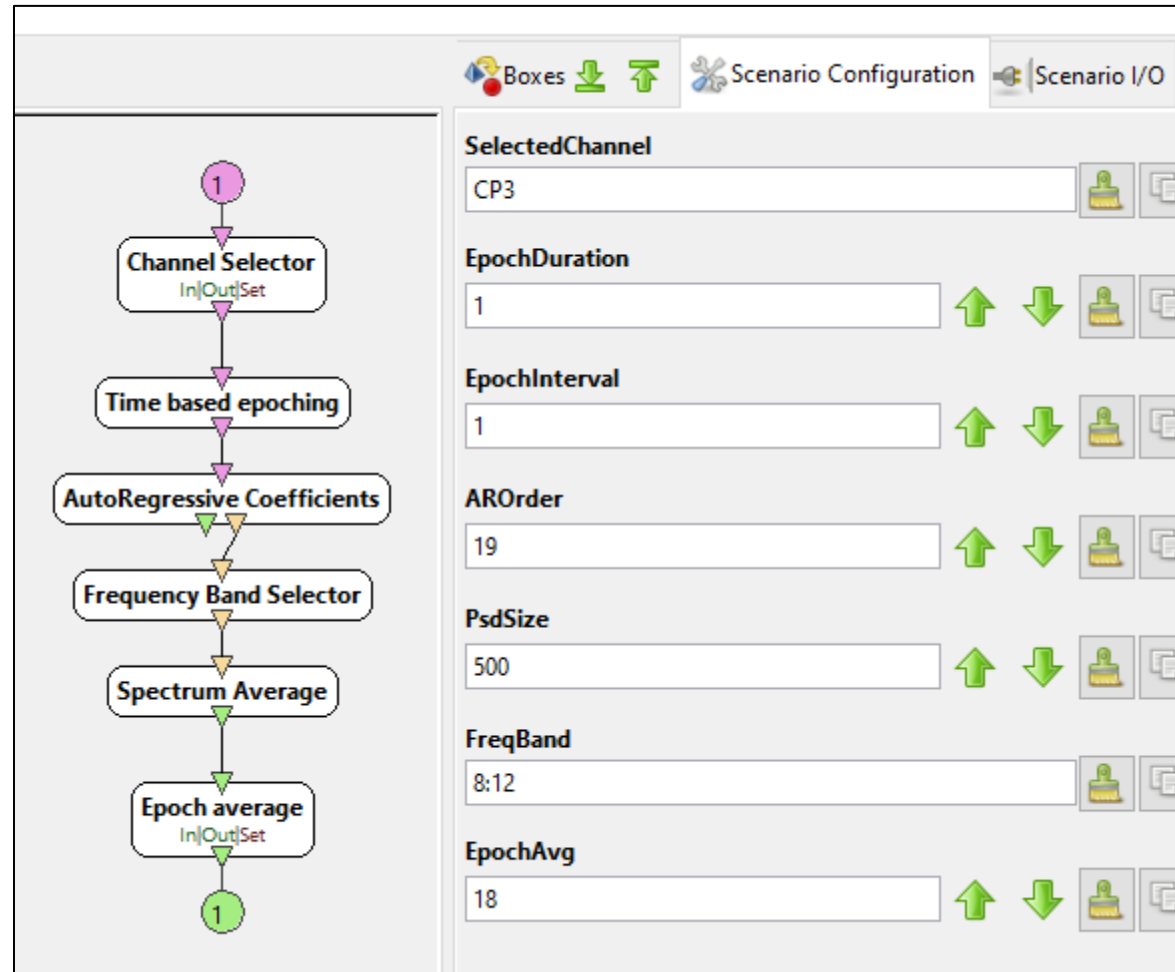 Boxes
Scenario Configuration
Scenario I/O
1
Channel Selector
In|Out|Set
Time based epoching
AutoRegressive Coefficients
Frequency Band Selector
Spectrum Average
Epoch average
In|Out|Set
1
SelectedChannel
CP3
EpochDuration
1
EpochInterval
1
AROrder
19
PsdSize
500
FreqBand
8:12
EpochAvg
18